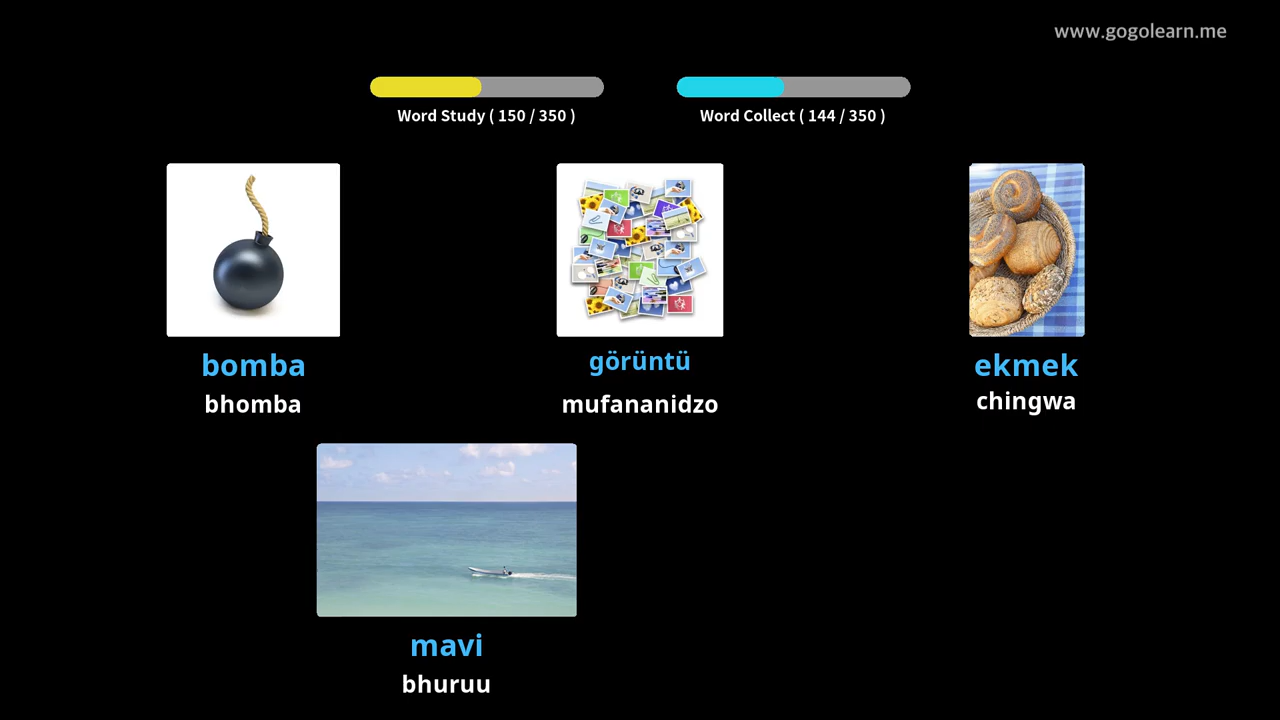 www.gogolearn.me
Word Study ( 150 / 350 )
Word Collect ( 144 / 350 )
bomba
bhomba
görüntü
mufananidzo
ekmek
chingwa
mavi
bhuruu